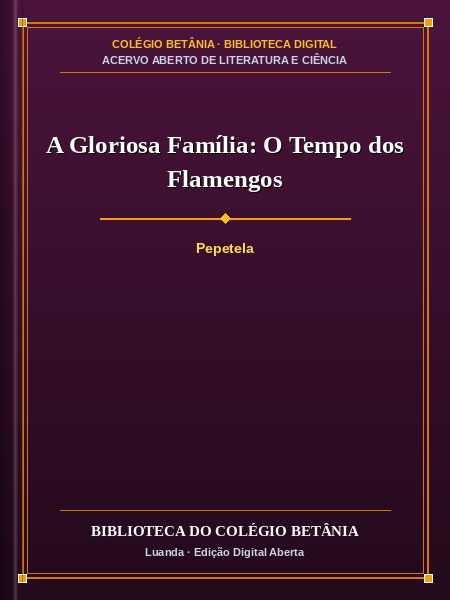 COLÉGIO BETÂNIA · BIBLIOTECA DIGITAL
ACERVO ABERTO DE LITERATURA E CIÊNCIA
A Gloriosa Família: O Tempo dos
Flamengos
Pepetela
BIBLIOTECA DO COLÉGIO BETÂNIA
Luanda · Edição Digital Aberta